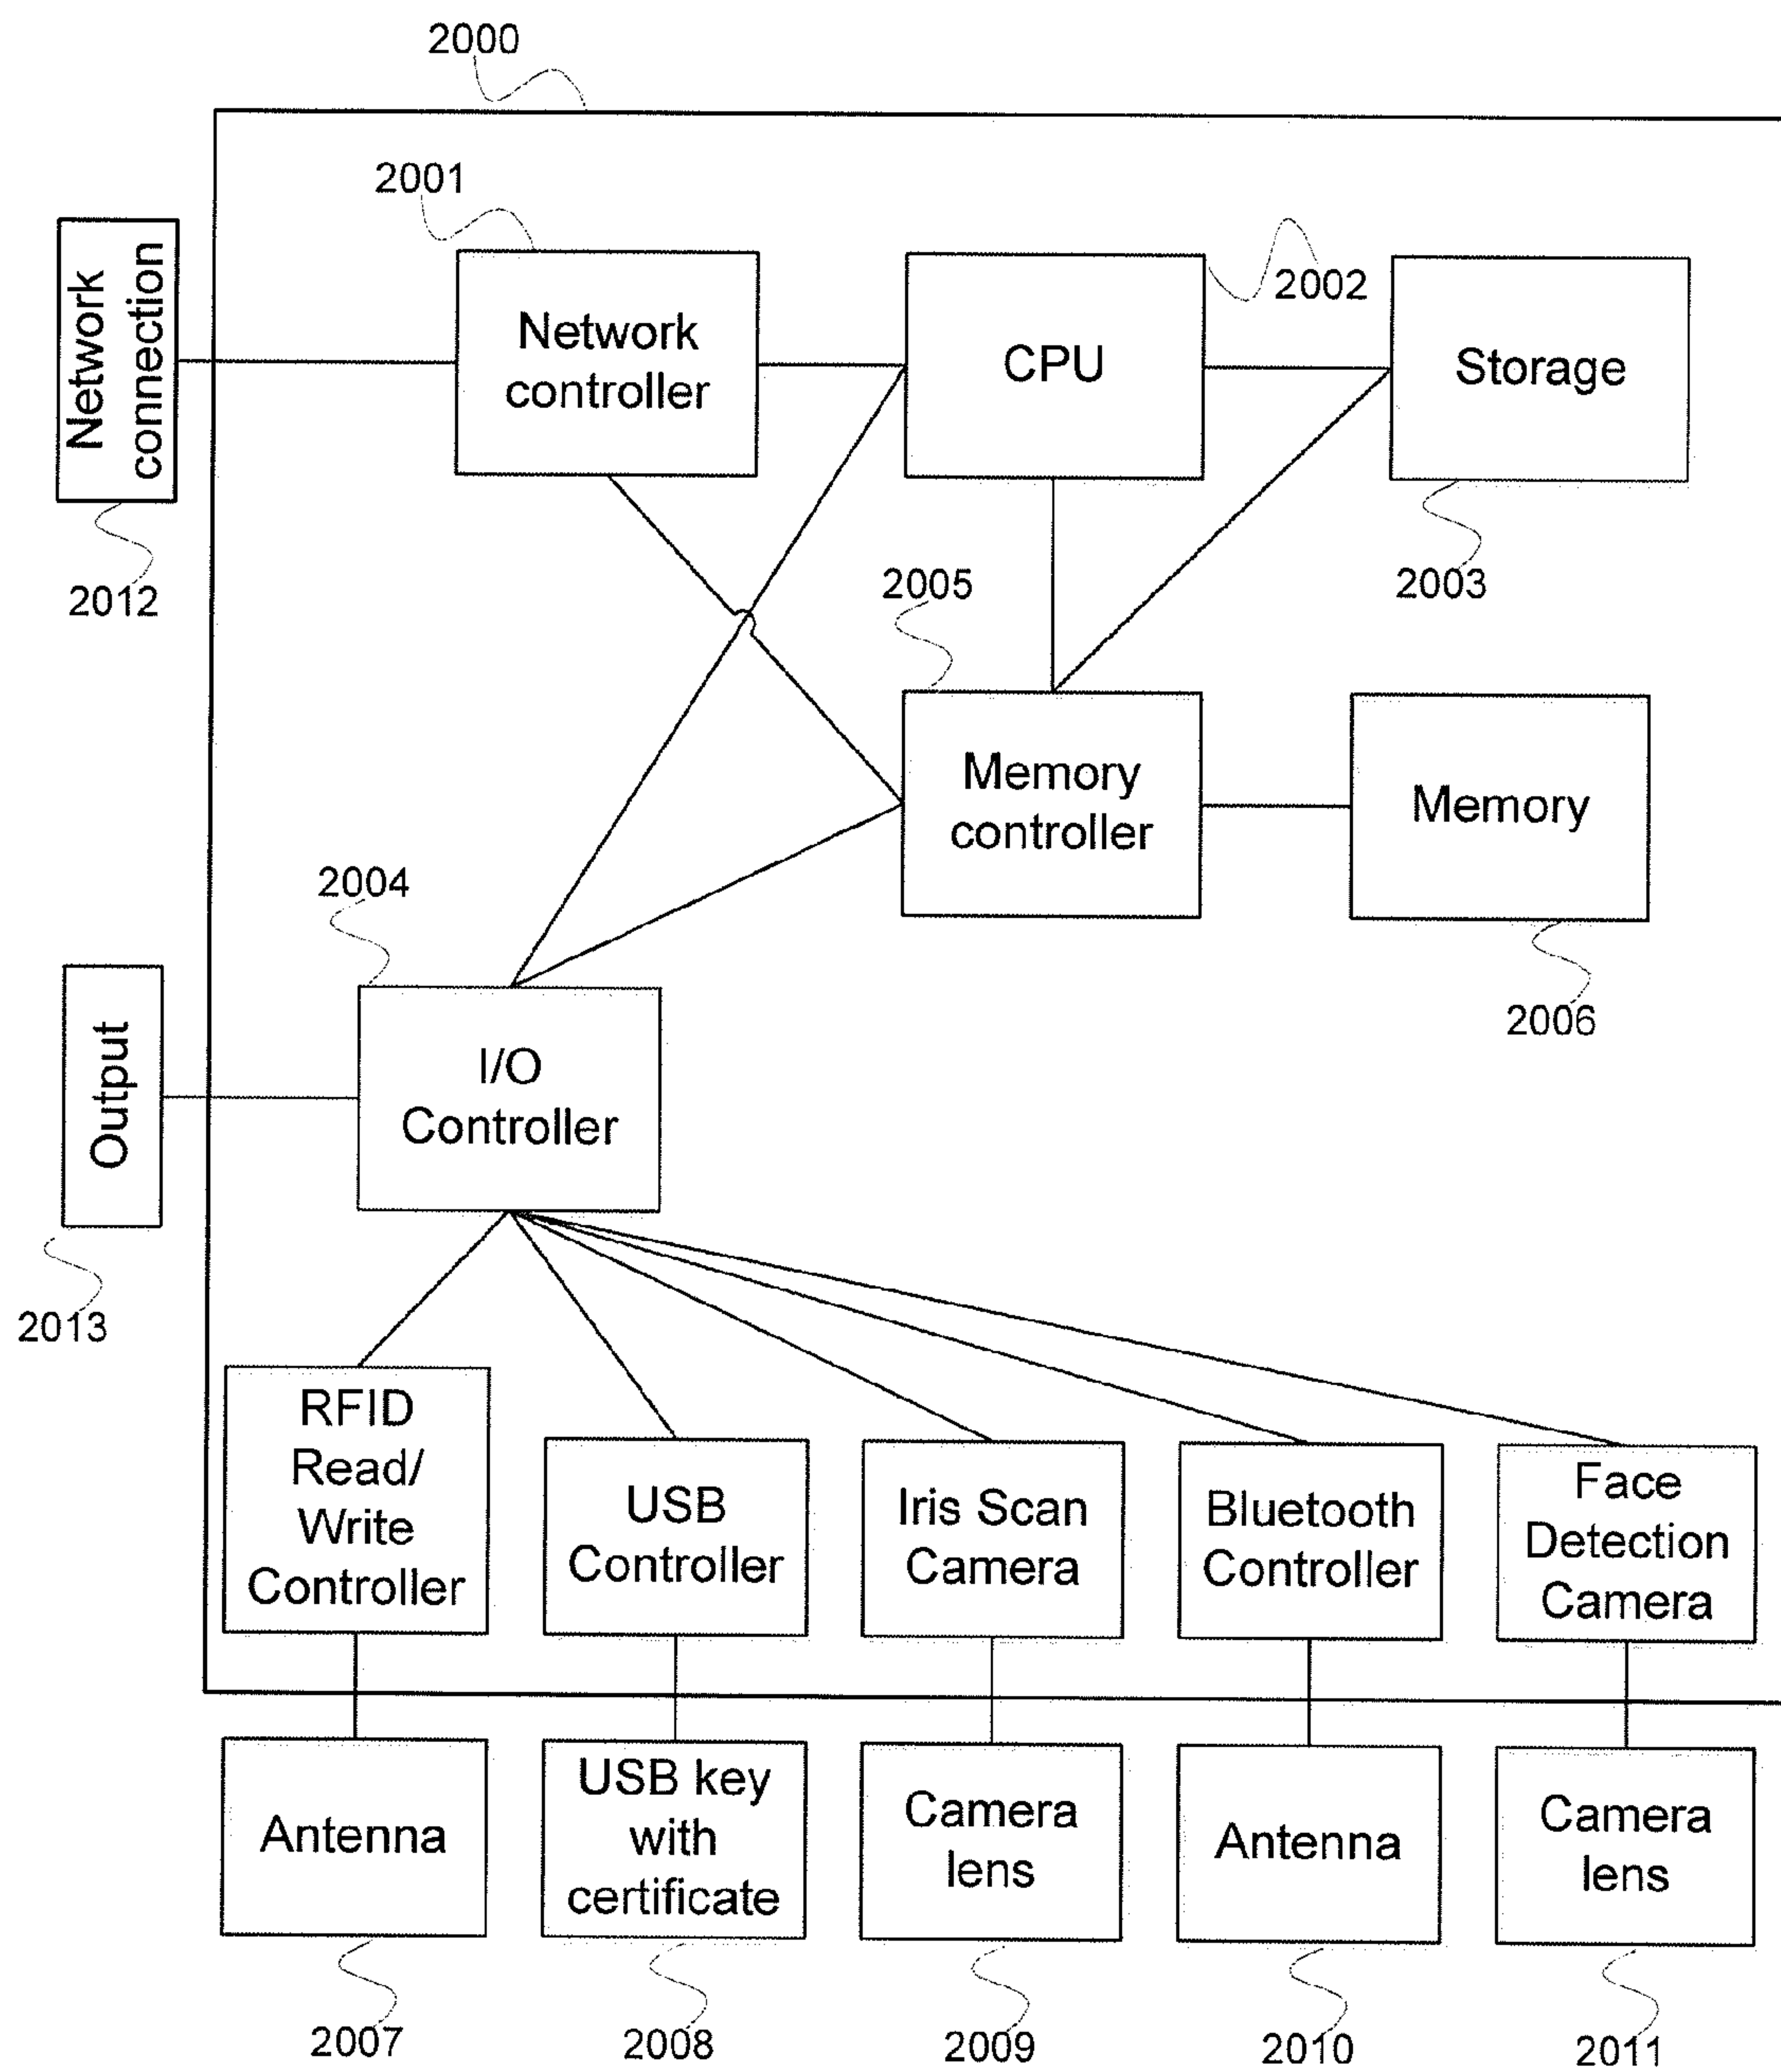 2000
2001
Network
connection
Network
controller
CPU
2002
Storage
2012
2005
2003
Memory
controller
Memory
2004
2006
Output
I/O
Controller
2013
RFID
Read/
Write
Controller
USB
Controller
Iris Scan
Camera
Bluetooth
Controller
Face
Detection
Camera
Antenna
USB key
with
certificate
Camera
lens
Antenna
Camera
lens
2007
2008
2009
2010
2011